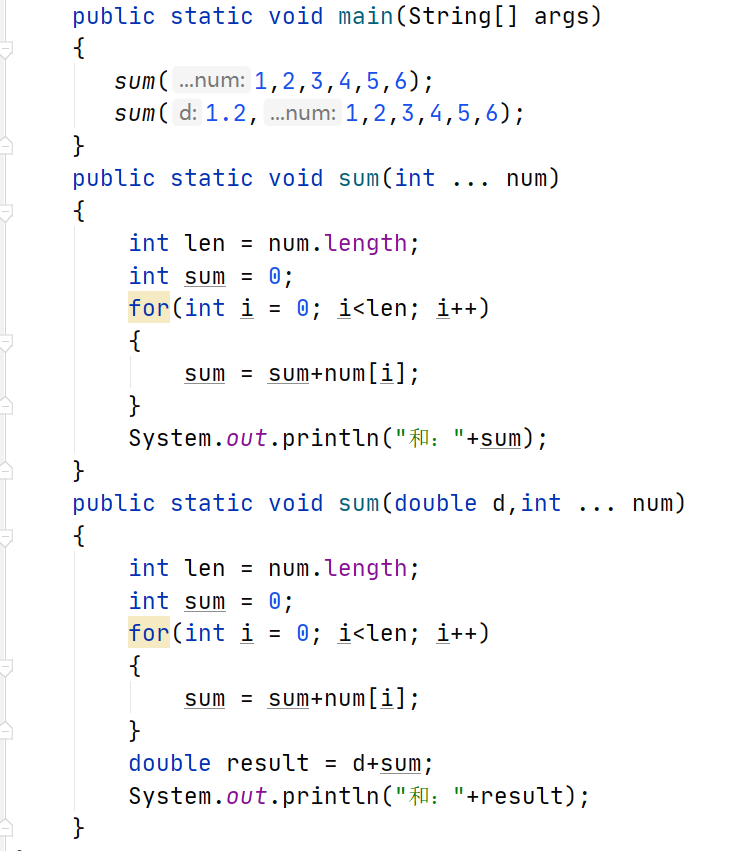 public static void main(String[] args)
{
   sum( ...num: 1,2,3,4,5,6);
   sum( d: 1.2, ...num: 1,2,3,4,5,6);
}
public static void sum(int ... num)
{
    int len = num.length;
    int sum = 0;
    for(int i = 0; i<len; i++)
    {
        sum = sum+num[i];
    }
    System.out.println("和："+sum);
}
public static void sum(double d,int ... num)
{
    int len = num.length;
    int sum = 0;
    for(int i = 0; i<len; i++)
    {
        sum = sum+num[i];
    }
    double result = d+sum;
    System.out.println("和："+result);
}